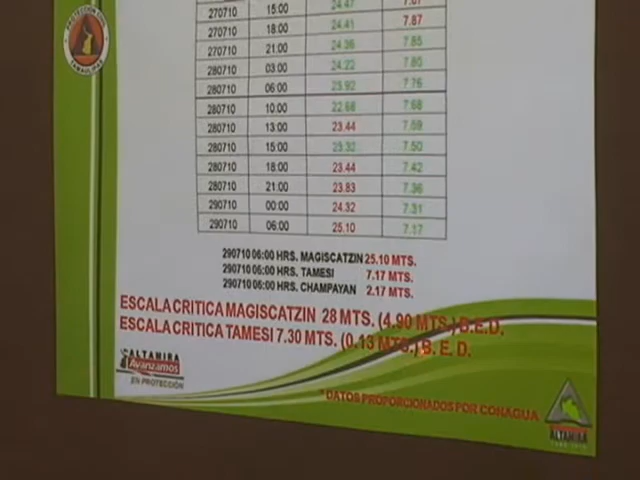 PROTECCION CIVIL
TAMAULIPAS
270710 15:00 24.47 7.87
270710 18:00 24.41 7.87
270710 21:00 24.36 7.85
280710 03:00 24.22 7.80
280710 06:00 7.76
280710 10:00 22.68 7.68
280710 13:00 23.44 7.59
280710 15:00 7.50
280710 18:00 23.44 7.42
280710 21:00 23.83 7.36
290710 00:00 24.32 7.31
290710 06:00 25.10 7.17
290710 06:00 HRS. MAGISCATZIN 25.10 MTS.
290710 06:00 HRS. TAMESI 7.17 MTS.
290710 06:00 HRS. CHAMPAYAN 2.17 MTS.
ESCALA CRITICA MAGISCATZIN 28 MTS. (4.90 MTS.) B.E.D.
ESCALA CRITICA TAMESI 7.30 MTS. (0.13 MTS.) B. E. D.
ALTAMIRA
Avanzamos
EN PROTECCIÓN
*DATOS PROPORCIONADOS POR CONAGUA
ALTAMIRA